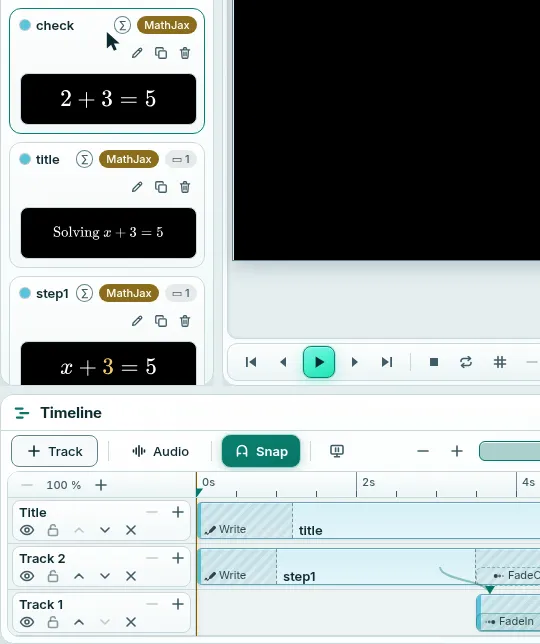 check Σ MathJax
2 + 3 = 5
title Σ MathJax 1
Solving x + 3 = 5
step1 Σ MathJax 1
x + 3 = 5
Timeline
+ Track Audio Snap
100 % 0s 2s 4s
Title
Write title
Track 2
Write step1 FadeO
Track 1
FadeIn